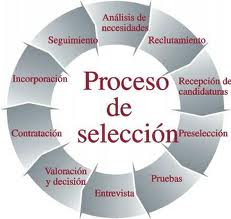 Análisis de
necesidades
Reclutamiento
Recepción de
candidaturas
Preselección
Pruebas
Entrevista
Valoración
y decisión
Contratación
Incorporación
Seguimiento
Proceso
de
selección